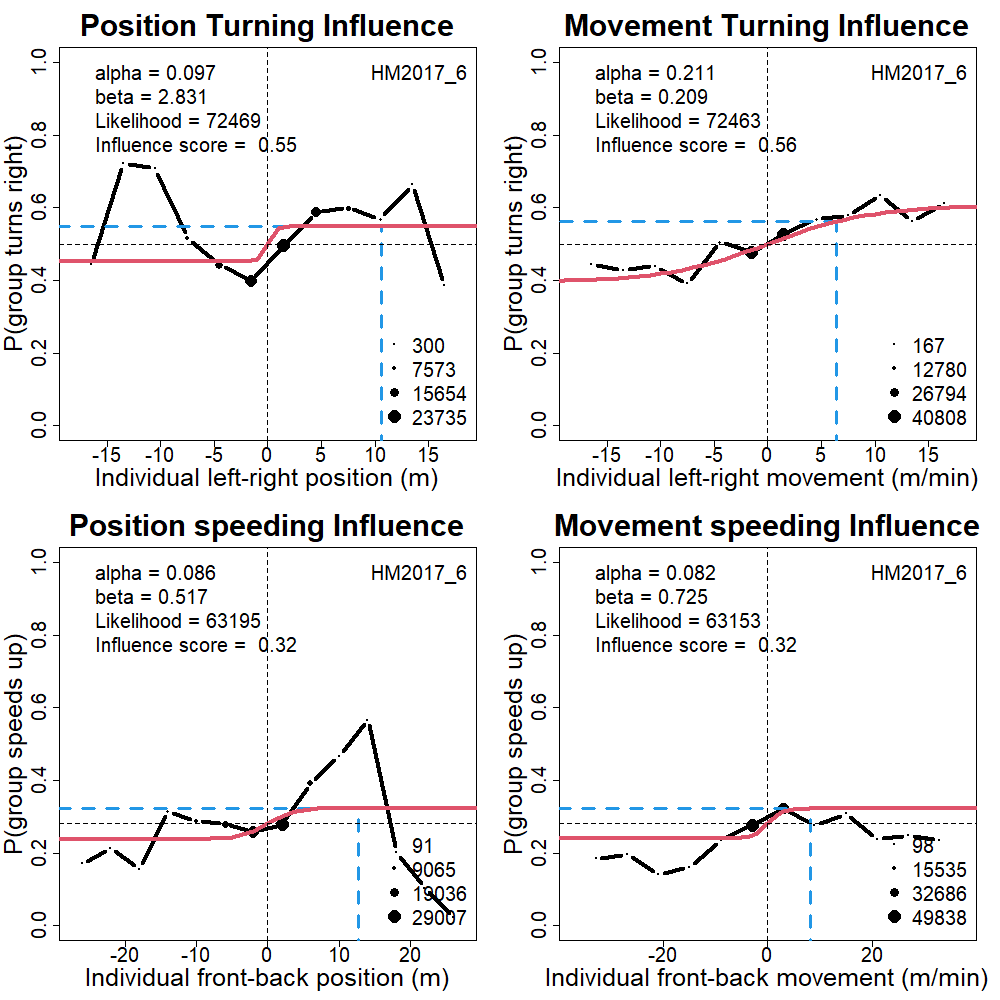 Position Turning Influence
P(group turns right)
1.0
0.8
0.6
0.4
0.2
0.0
alpha = 0.097
beta = 2.831
Likelihood = 72469
Influence score = 0.55
HM2017_6
300
7573
15654
23735
-15 -10 -5 0 5 10 15
Individual left-right position (m)
Movement Turning Influence
P(group turns right)
1.0
0.8
0.6
0.4
0.2
0.0
alpha = 0.211
beta = 0.209
Likelihood = 72463
Influence score = 0.56
HM2017_6
167
12780
26794
40808
-15 -10 -5 0 5 10 15
Individual left-right movement (m/min)
Position speeding Influence
P(group speeds up)
1.0
0.8
0.6
0.4
0.2
0.0
alpha = 0.086
beta = 0.517
Likelihood = 63195
Influence score = 0.32
HM2017_6
91
9065
19036
29007
-20 -10 0 10 20
Individual front-back position (m)
Movement speeding Influence
P(group speeds up)
1.0
0.8
0.6
0.4
0.2
0.0
alpha = 0.082
beta = 0.725
Likelihood = 63153
Influence score = 0.32
HM2017_6
98
15535
32686
49838
-20 0 20
Individual front-back movement (m/min)